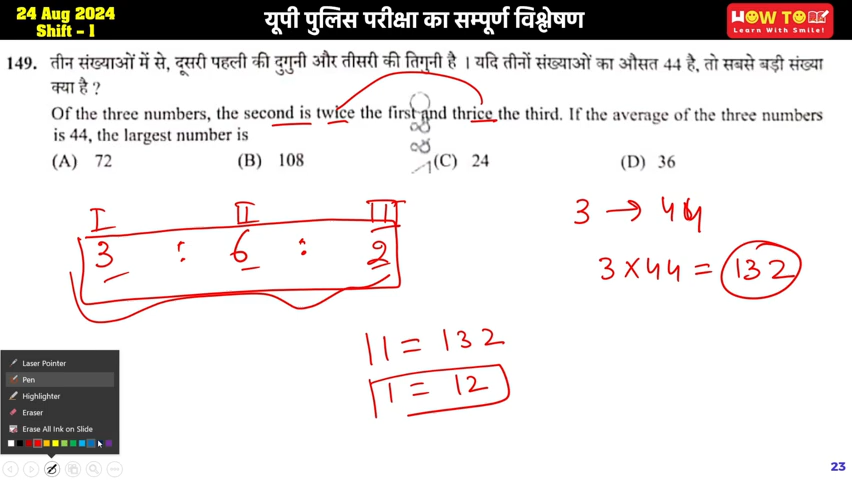 24 Aug 2024
Shift - I
यूपी पुलिस परीक्षा का सम्पूर्ण विश्लेषण
HOW TO
Learn With Smile!
149. तीन संख्याओं में से, दूसरी पहली की दुगुनी और तीसरी की तिगुनी है । यदि तीनों संख्याओं का औसत 44 है, तो सबसे बड़ी संख्या
क्या है ?
Of the three numbers, the second is twice the first and thrice the third. If the average of the three numbers
is 44, the largest number is
(A) 72 (B) 108 (C) 24 (D) 36
I II III
3 : 6 : 2
3 → 44
3 × 44 = 132
11 = 132
1 = 12
Laser Pointer
Pen
Highlighter
Eraser
Erase All Ink on Slide
23